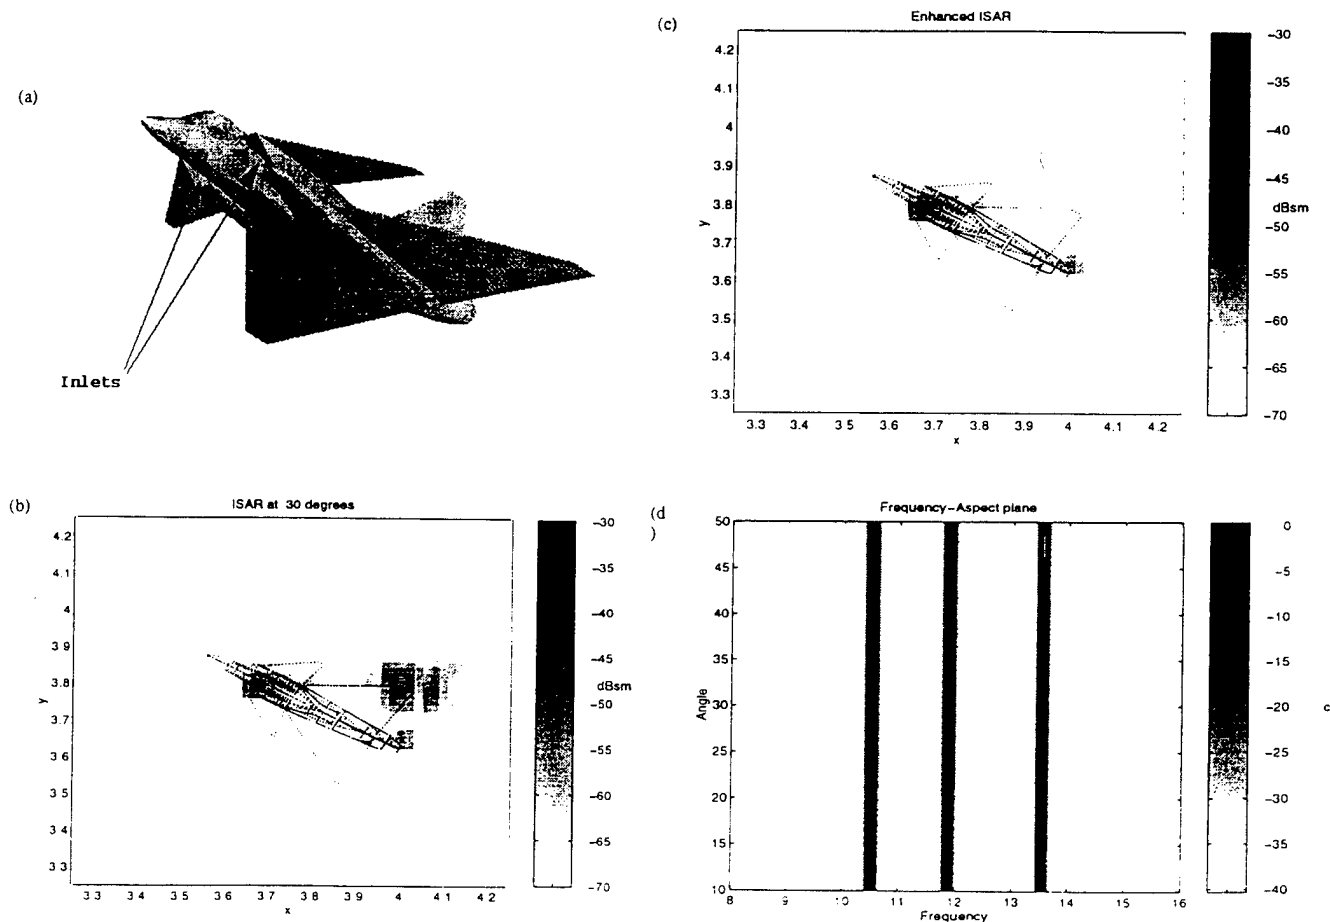 (a)
Inlets
(b)
ISAR at 30 degrees
4.2
4.1
4
3.9
3.8
3.7
3.6
3.5
3.4
3.3
y
3.3 3.4 3.5 3.6 3.7 3.8 3.9 4 4.1 4.2
x
-30
-35
-40
-45
dBsm
-50
-55
-60
-65
-70
(c)
Enhanced ISAR
4.2
4.1
4
3.9
3.8
3.7
3.6
3.5
3.4
3.3
y
3.3 3.4 3.5 3.6 3.7 3.8 3.9 4 4.1 4.2
x
-30
-35
-40
-45
dBsm
-50
-55
-60
-65
-70
(d
)
Frequency-Aspect plane
50
45
40
35
30
25
20
15
10
Angle
8 9 10 11 12 13 14 15 16
Frequency
0
-5
-10
-15
-20
c
-25
-30
-35
-40